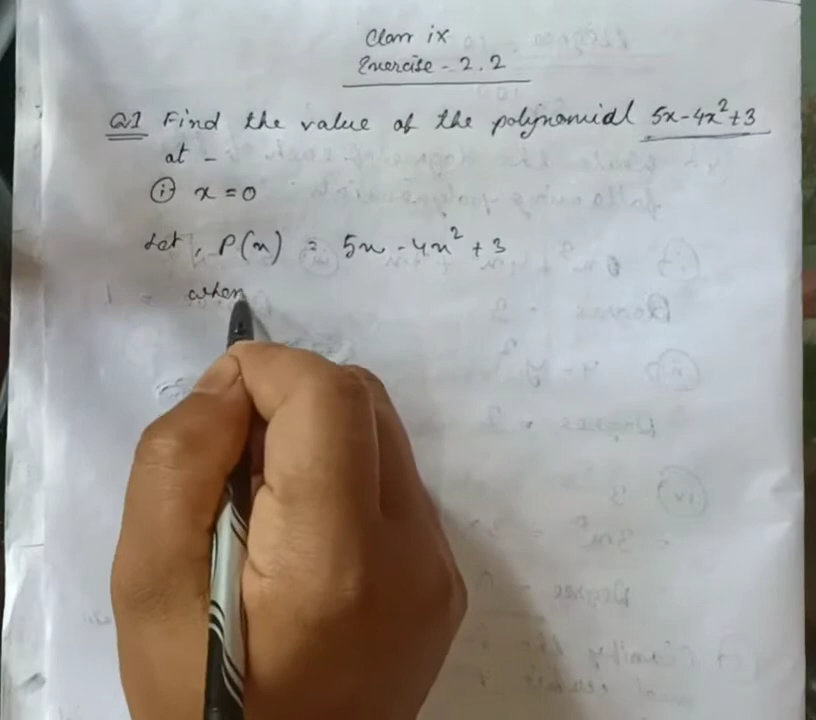 Class ix
Exercise - 2.2
Q1 Find the value of the polynomial 5x-4x²+3
at -
(i) x = 0
Let, P(x) = 5x - 4x² + 3
when